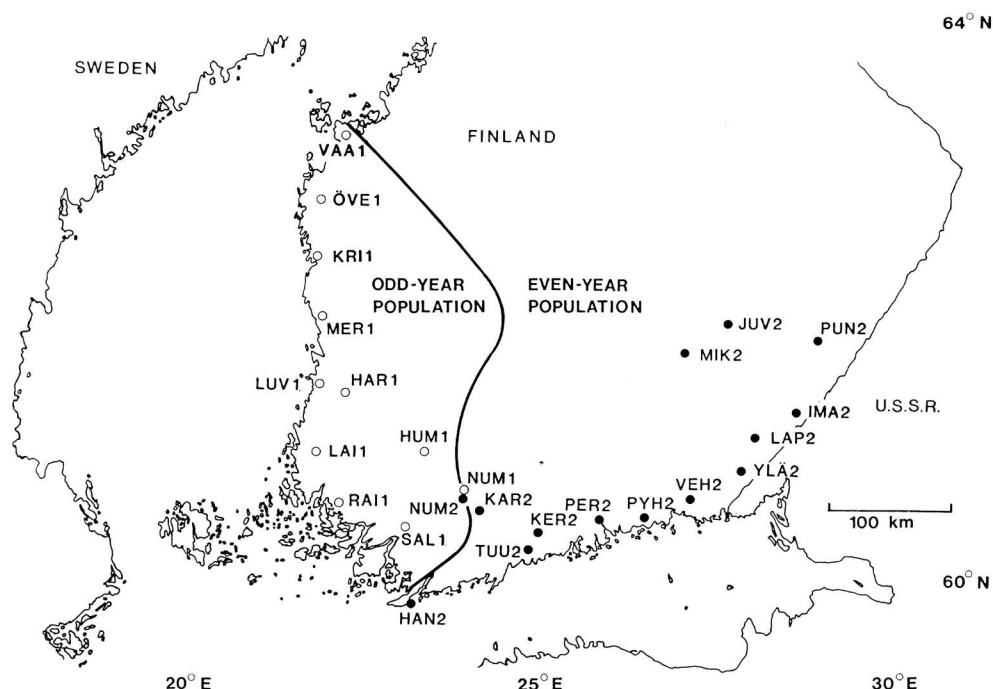 64° N
SWEDEN
FINLAND
VAA1
ÖVE1
KRI1
ODD-YEAR
POPULATION
EVEN-YEAR
POPULATION
MER1
JUV2
PUN2
MIK2
LUV1
HAR1
IMA2
U.S.S.R.
LAP2
HUM1
LAI1
YLÄ2
NUM1
VEH2
RAI1
NUM2
KAR2
PER2
PYH2
100 km
KER2
SAL1
TUU2
60° N
HAN2
20° E
25° E
30° E